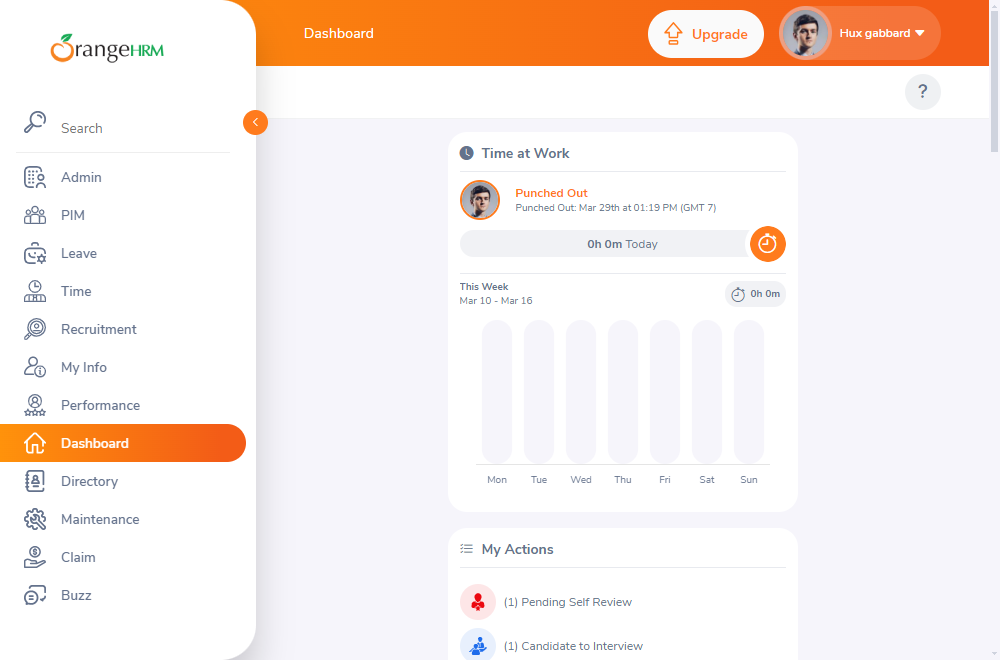 OrangeHRM
Search
Admin
PIM
Leave
Time
Recruitment
My Info
Performance
Dashboard
Directory
Maintenance
Claim
Buzz
Dashboard
Upgrade
Hux gabbard
?
Time at Work
Punched Out
Punched Out: Mar 29th at 01:19 PM (GMT 7)
0h 0m Today
This Week
Mar 10 - Mar 16
0h 0m
Mon Tue Wed Thu Fri Sat Sun
My Actions
(1) Pending Self Review
(1) Candidate to Interview